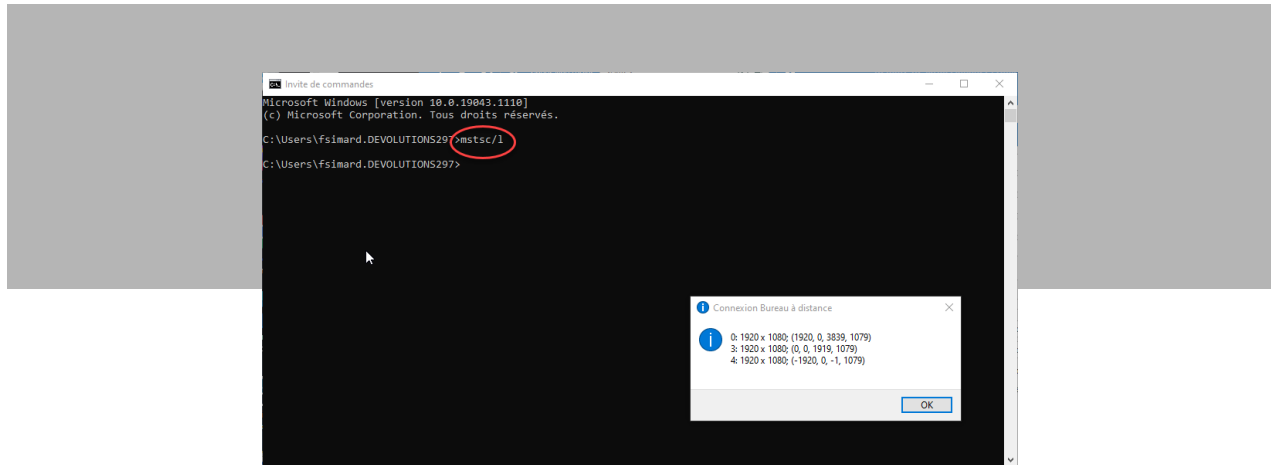 Invite de commandes
Microsoft Windows [version 10.0.19043.1110]
(c) Microsoft Corporation. Tous droits réservés.
C:\Users\fsimard.DEVOLUTIONS297>mstsc/l
C:\Users\fsimard.DEVOLUTIONS297>
Connexion Bureau à distance
0: 1920 x 1080; (1920, 0, 3839, 1079)
3: 1920 x 1080; (0, 0, 1919, 1079)
4: 1920 x 1080; (-1920, 0, -1, 1079)
OK